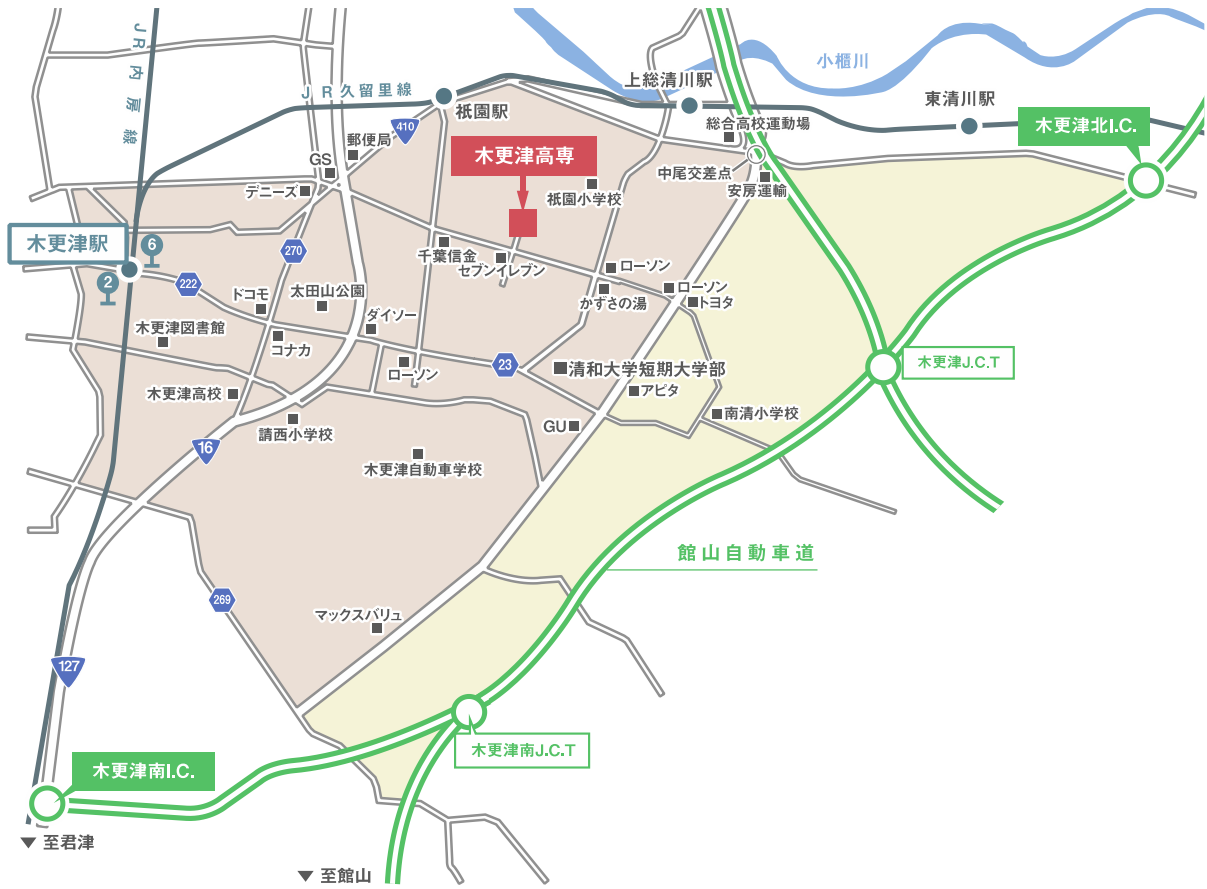 JR内房線
JR久留里線
小櫃川
上総清川駅
東清川駅
祇園駅
410
総合高校運動場
木更津北I.C.
郵便局
GS
木更津高専
中尾交差点
安房運輸
デニーズ
祇園小学校
木更津駅
6
2
270
222
千葉信金
セブンイレブン
ローソン
かずさの湯
ローソン
トヨタ
ドコモ
太田山公園
ダイソー
木更津図書館
コナカ
ローソン
23
清和大学短期大学部
木更津J.C.T
アピタ
木更津高校
南清小学校
請西小学校
GU
16
木更津自動車学校
館山自動車道
269
マックスバリュ
127
木更津南J.C.T
木更津南I.C.
▼ 至君津
▼ 至館山